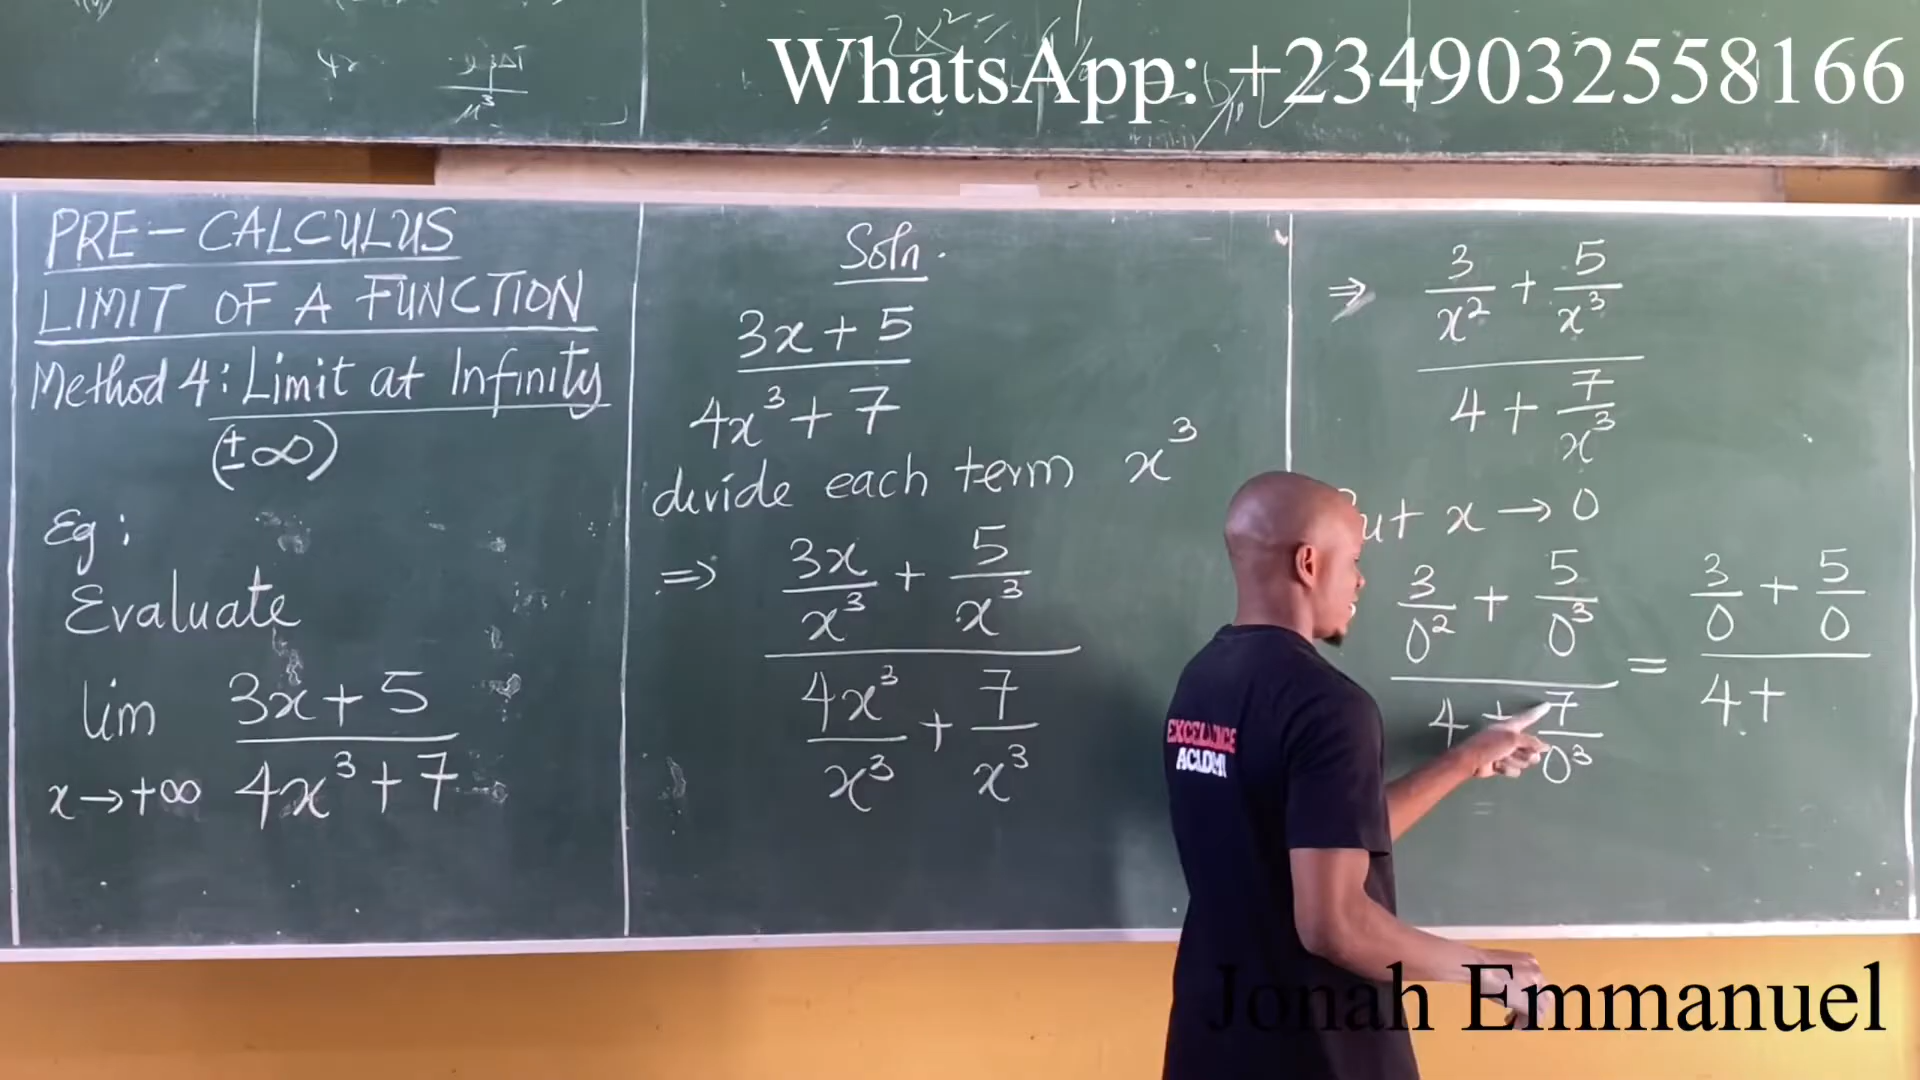 WhatsApp: +2349032558166
PRE-CALCULUS
LIMIT OF A FUNCTION
Method 4: Limit at Infinity
(±∞)
Eg:
Evaluate
lim 3x+5
x→+∞ 4x³+7
Soln.
3x+5
4x³+7
divide each term x³
⇒ 3x/x³ + 5/x³
4x³/x³ + 7/x³
⇒ 3/x² + 5/x³
4 + 7/x³
x → 0
3/0² + 5/0³ = 3/0 + 5/0
4 + 7/0³ 4+
Jonah Emmanuel